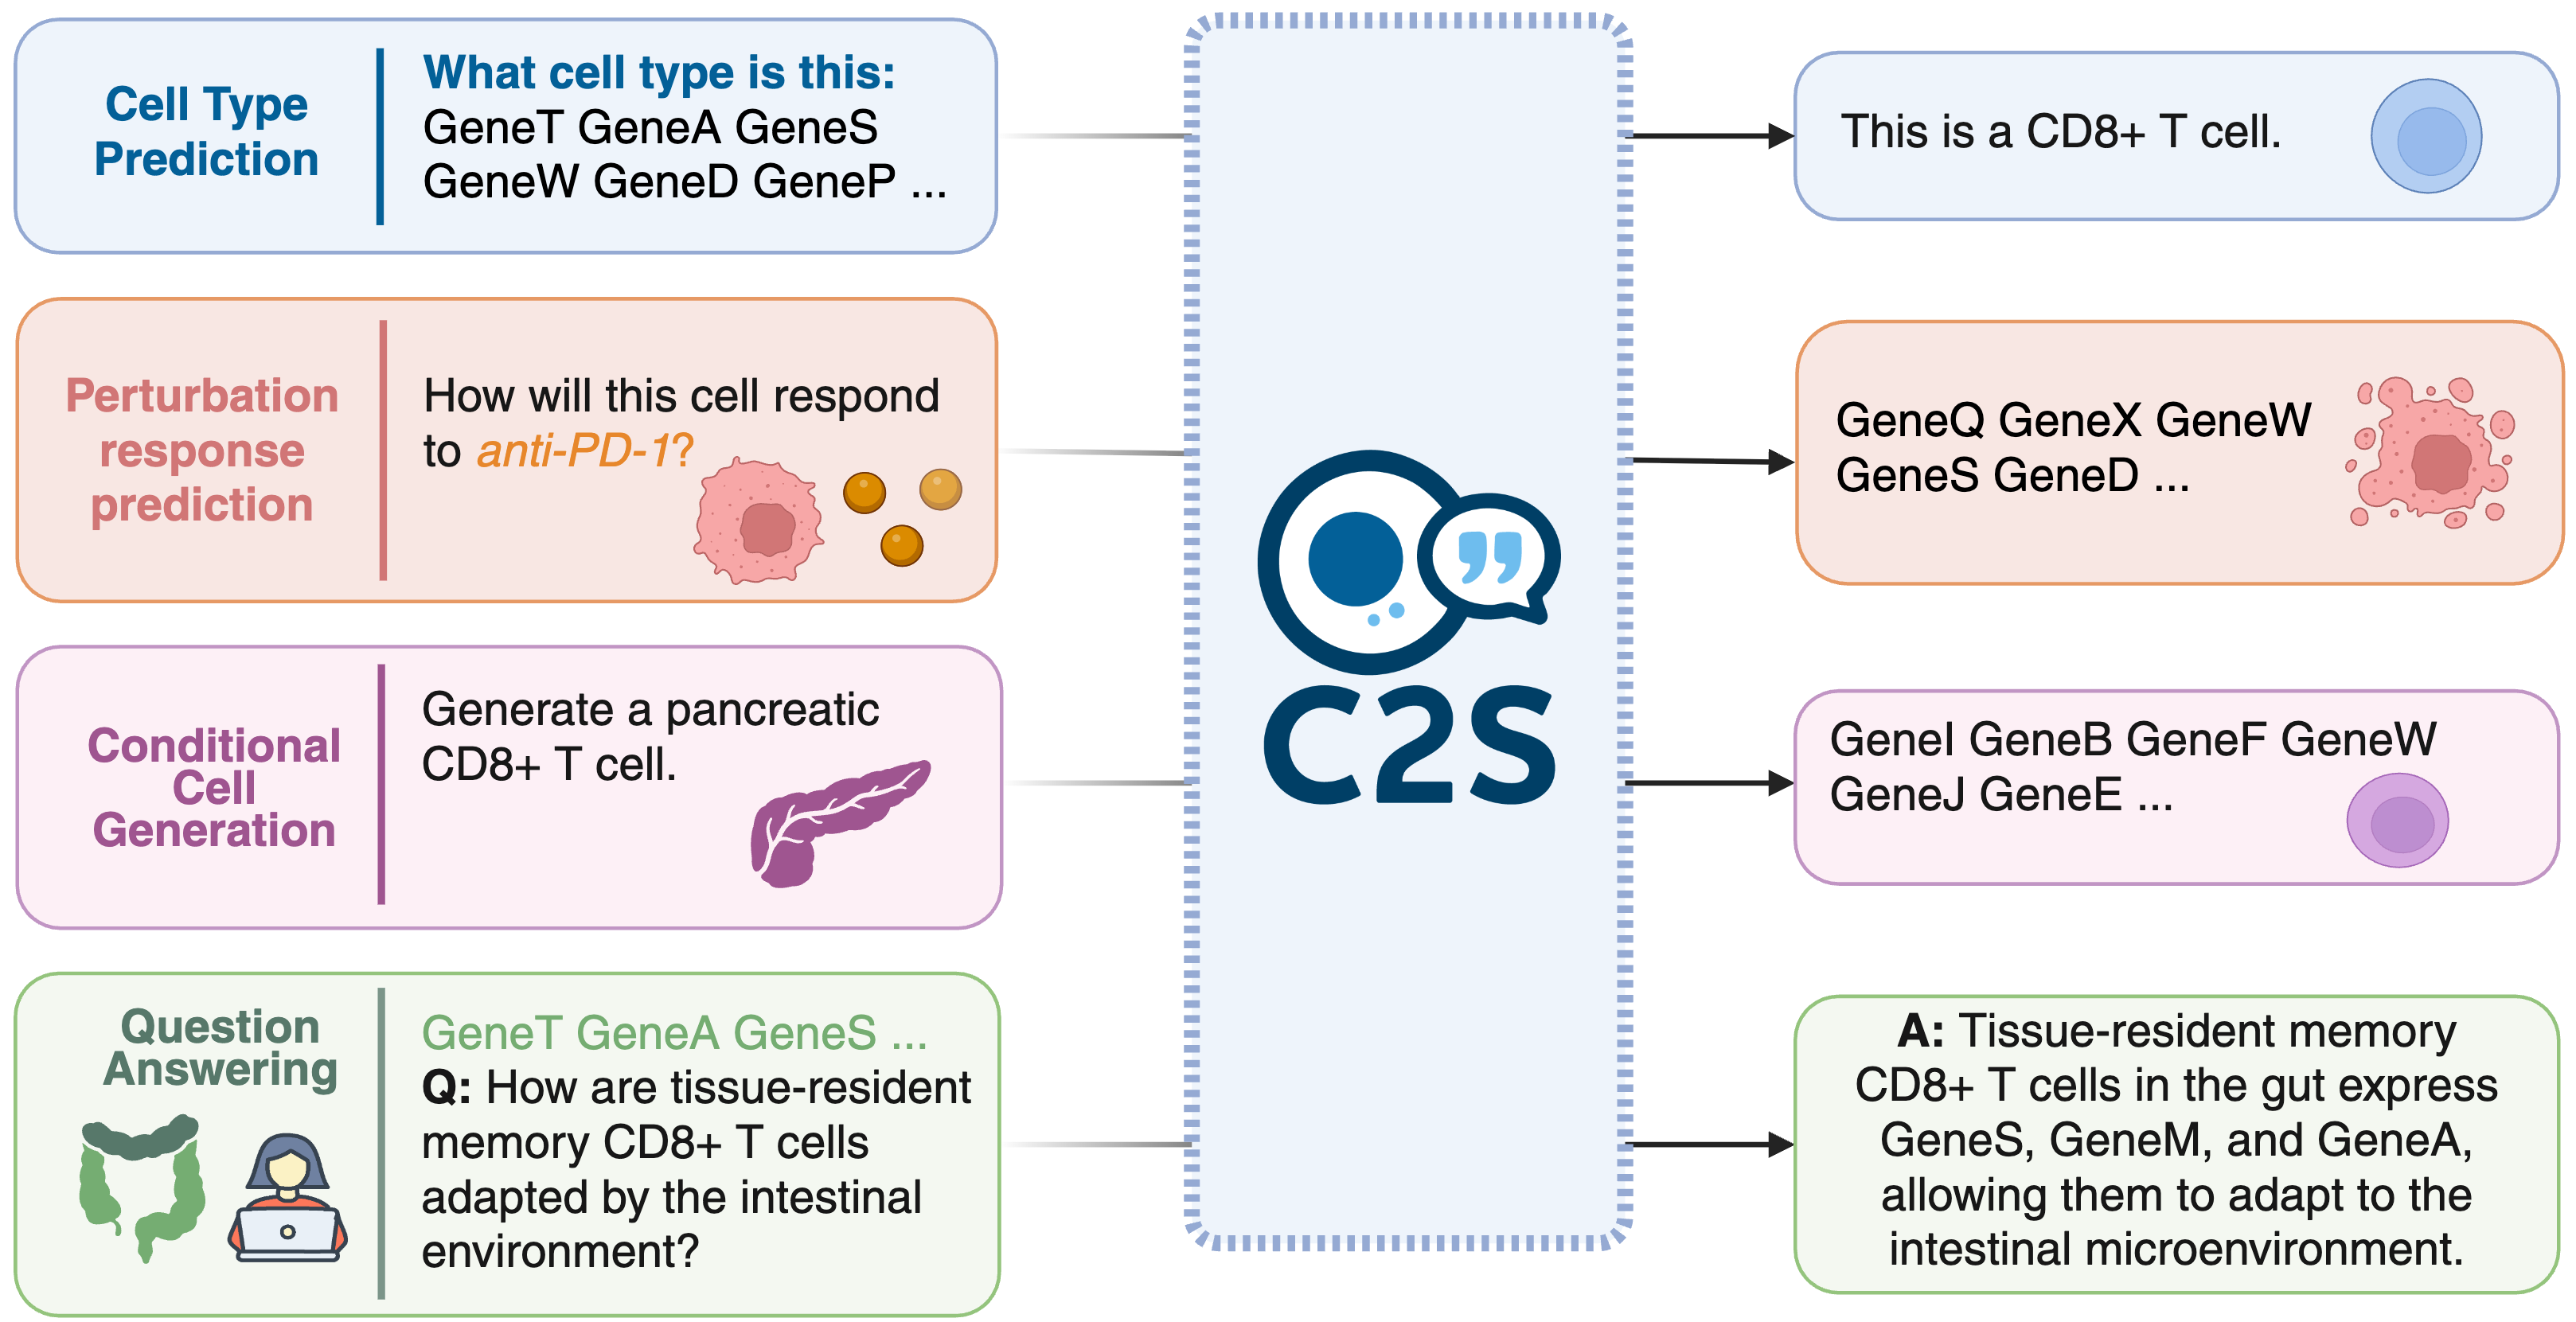 Cell Type
Prediction
What cell type is this:
GeneT GeneA GeneS
GeneW GeneD GeneP ...
This is a CD8+ T cell.
Perturbation
response
prediction
How will this cell respond
to anti-PD-1?
GeneQ GeneX GeneW
GeneS GeneD ...
C2S
Conditional
Cell
Generation
Generate a pancreatic
CD8+ T cell.
GeneI GeneB GeneF GeneW
GeneJ GeneE ...
Question
Answering
GeneT GeneA GeneS ...
Q: How are tissue-resident
memory CD8+ T cells
adapted by the intestinal
environment?
A: Tissue-resident memory
CD8+ T cells in the gut express
GeneS, GeneM, and GeneA,
allowing them to adapt to the
intestinal microenvironment.